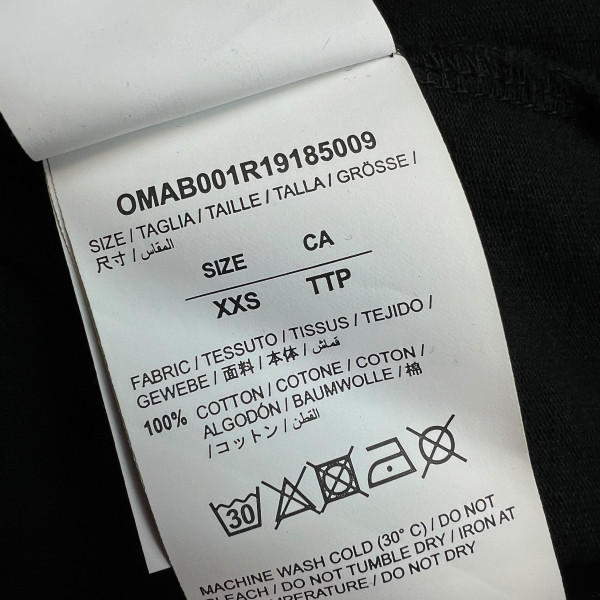 OMAB001R19185009
SIZE / TAGLIA / TAILLE / TALLA / GRÖSSE /
尺寸 / المقاس
SIZE CA
XXS TTP
FABRIC / TESSUTO / TISSUS / TEJIDO /
GEWEBE / 面料 / 本体 / قماش
100% COTTON / COTONE / COTON /
ALGODÓN / BAUMWOLLE / 棉
/ コットン / القطن
30
MACHINE WASH COLD (30° C) / DO NOT
BLEACH / DO NOT TUMBLE DRY / IRON AT
TEMPERATURE / DO NOT DRY